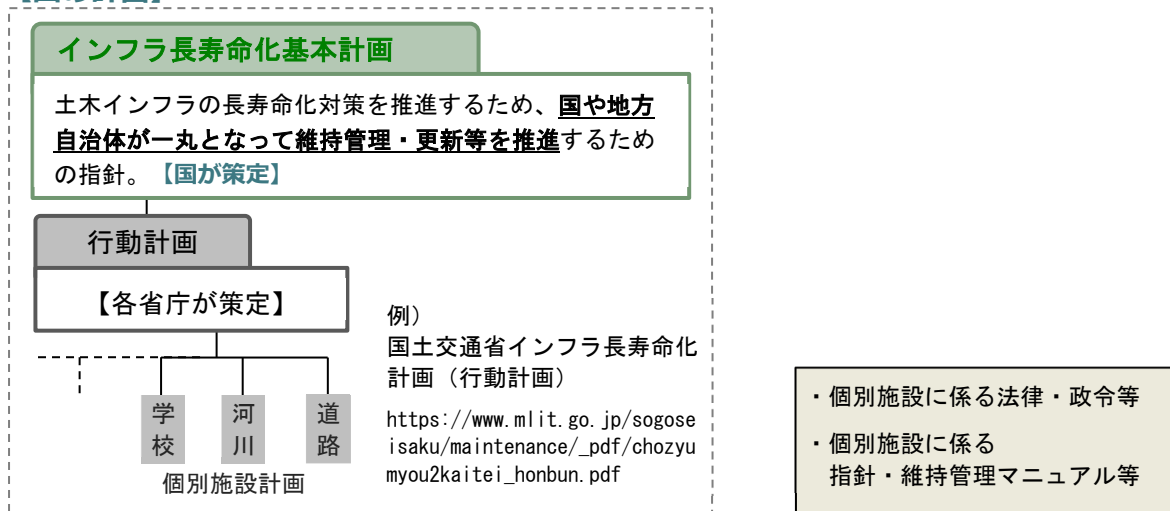 【国の計画】
インフラ長寿命化基本計画
土木インフラの長寿命化対策を推進するため、国や地方
自治体が一丸となって維持管理・更新等を推進するため
の指針。【国が策定】
行動計画
【各省庁が策定】
例）
国土交通省インフラ長寿命化
計画（行動計画）
https://www.mlit.go.jp/sogose
isaku/maintenance/_pdf/chozyu
myou2kaitei_honbun.pdf
学校
河川
道路
個別施設計画
・個別施設に係る法律・政令等
・個別施設に係る
指針・維持管理マニュアル等